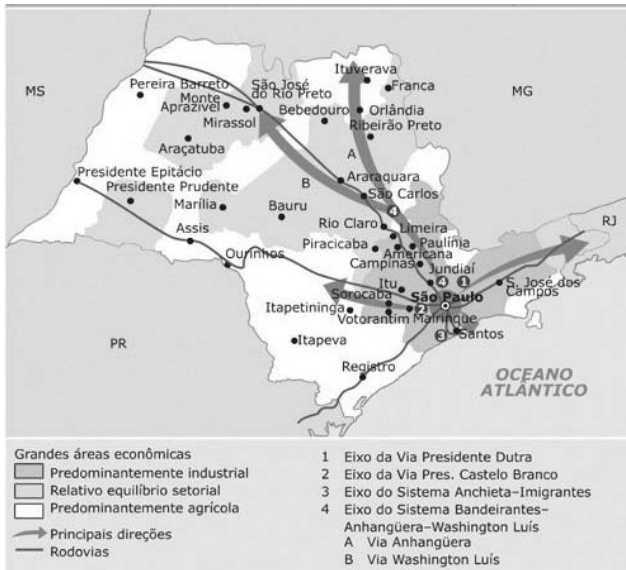 MS
MG
RJ
PR
Ituverava
Franca
Pereira Barreto
São José
do Rio Preto
Monte
Aprazível
Mirassol
Bebedouro
Orlândia
Ribeirão Preto
Araçatuba
A
Araraquara
Presidente Epitácio
Presidente Prudente
B
São Carlos
Marília
Bauru
4
Rio Claro
Limeira
Assis
Piracicaba
Paulínia
Americana
Ourinhos
Campinas
Jundiaí
4
1
Itu
São Paulo
S. José dos
Campos
Sorocaba
2
Itapetininga
Mairinque
Votorantim
3
Santos
Itapeva
Registro
OCEANO
ATLÂNTICO
Grandes áreas econômicas
Predominantemente industrial
Relativo equilíbrio setorial
Predominantemente agrícola
Principais direções
Rodovias
1 Eixo da Via Presidente Dutra
2 Eixo da Via Pres. Castelo Branco
3 Eixo do Sistema Anchieta–Imigrantes
4 Eixo do Sistema Bandeirantes–
Anhangüera–Washington Luís
A Via Anhangüera
B Via Washington Luís